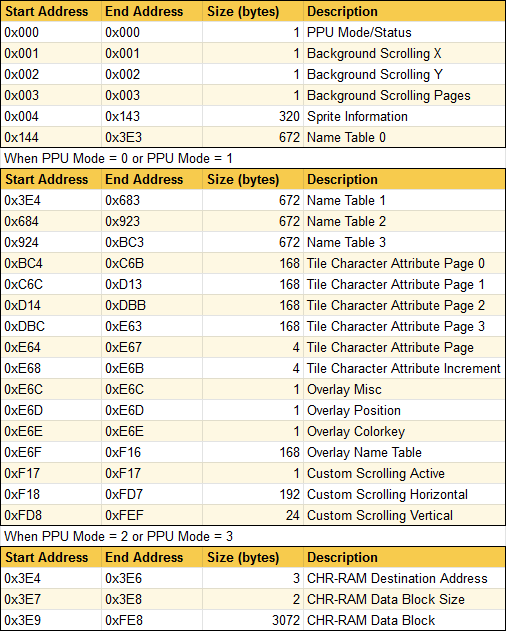 Start Address End Address Size (bytes) Description
0x000 0x000 1 PPU Mode/Status
0x001 0x001 1 Background Scrolling X
0x002 0x002 1 Background Scrolling Y
0x003 0x003 1 Background Scrolling Pages
0x004 0x143 320 Sprite Information
0x144 0x3E3 672 Name Table 0
When PPU Mode = 0 or PPU Mode = 1
Start Address End Address Size (bytes) Description
0x3E4 0x683 672 Name Table 1
0x684 0x923 672 Name Table 2
0x924 0xBC3 672 Name Table 3
0xBC4 0xC6B 168 Tile Character Attribute Page 0
0xC6C 0xD13 168 Tile Character Attribute Page 1
0xD14 0xDBB 168 Tile Character Attribute Page 2
0xDBC 0xE63 168 Tile Character Attribute Page 3
0xE64 0xE67 4 Tile Character Attribute Page
0xE68 0xE6B 4 Tile Character Attribute Increment
0xE6C 0xE6C 1 Overlay Misc
0xE6D 0xE6D 1 Overlay Position
0xE6E 0xE6E 1 Overlay Colorkey
0xE6F 0xF16 168 Overlay Name Table
0xF17 0xF17 1 Custom Scrolling Active
0xF18 0xFD7 192 Custom Scrolling Horizontal
0xFD8 0xFEF 24 Custom Scrolling Vertical
When PPU Mode = 2 or PPU Mode = 3
Start Address End Address Size (bytes) Description
0x3E4 0x3E6 3 CHR-RAM Destination Address
0x3E7 0x3E8 2 CHR-RAM Data Block Size
0x3E9 0xFE8 3072 CHR-RAM Data Block